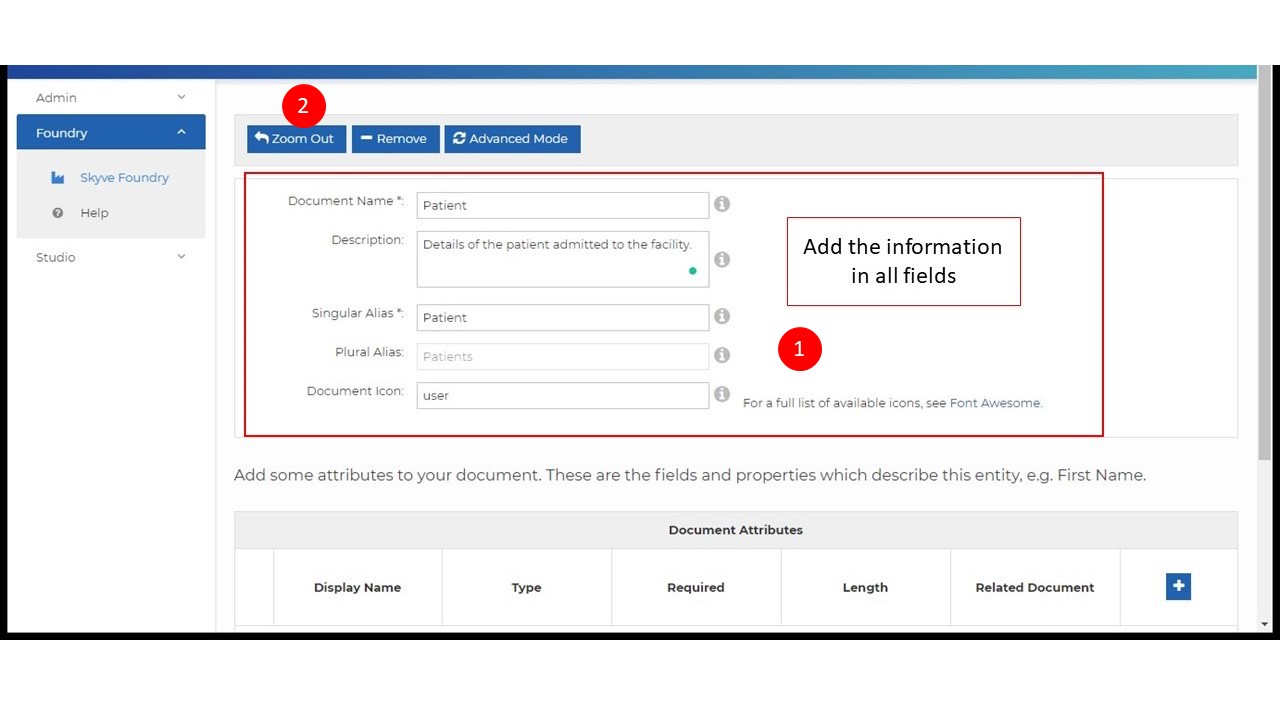 Admin
Foundry
Skyve Foundry
Help
Studio
2
Zoom Out
Remove
Advanced Mode
Document Name *:
Patient
Description:
Details of the patient admitted to the facility.
Singular Alias *:
Patient
Plural Alias:
Patients
Document Icon:
user
For a full list of available icons, see Font Awesome.
Add the information
in all fields
1
Add some attributes to your document. These are the fields and properties which describe this entity, e.g. First Name.
Document Attributes
Display Name
Type
Required
Length
Related Document